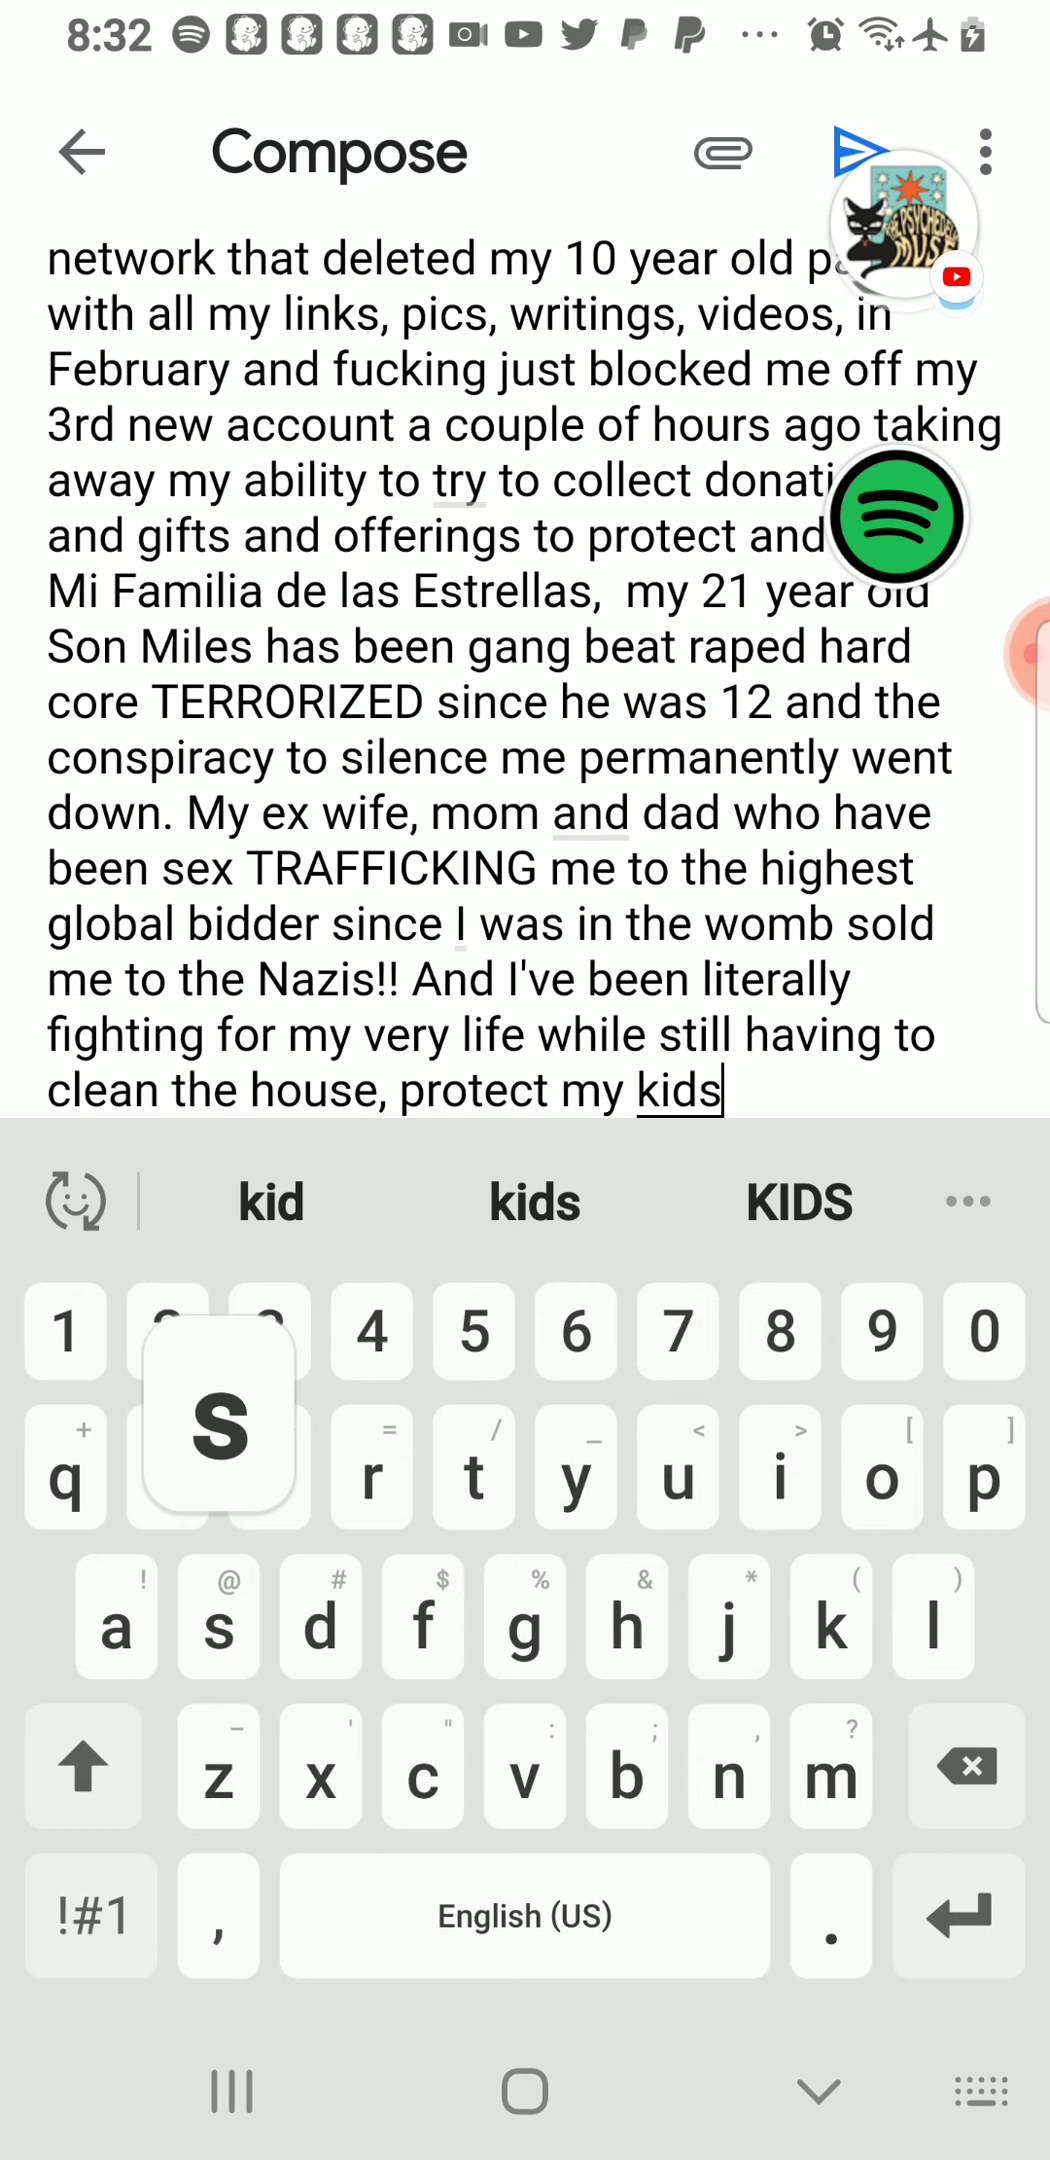 8:32
Compose
network that deleted my 10 year old
with all my links, pics, writings, videos, in
February and fucking just blocked me off my
3rd new account a couple of hours ago taking
away my ability to try to collect donati
and gifts and offerings to protect and
Mi Familia de las Estrellas, my 21 year old
Son Miles has been gang beat raped hard
core TERRORIZED since he was 12 and the
conspiracy to silence me permanently went
down. My ex wife, mom and dad who have
been sex TRAFFICKING me to the highest
global bidder since I was in the womb sold
me to the Nazis!! And I've been literally
fighting for my very life while still having to
clean the house, protect my kids
kid kids KIDS
1 4 5 6 7 8 9 0
s
+ = / _ < > [ ]
q r t y u i o p
! @ # $ % & * ( )
a s d f g h j k l
- ' " : ; , ?
z x c v b n m
!#1 , English (US) .